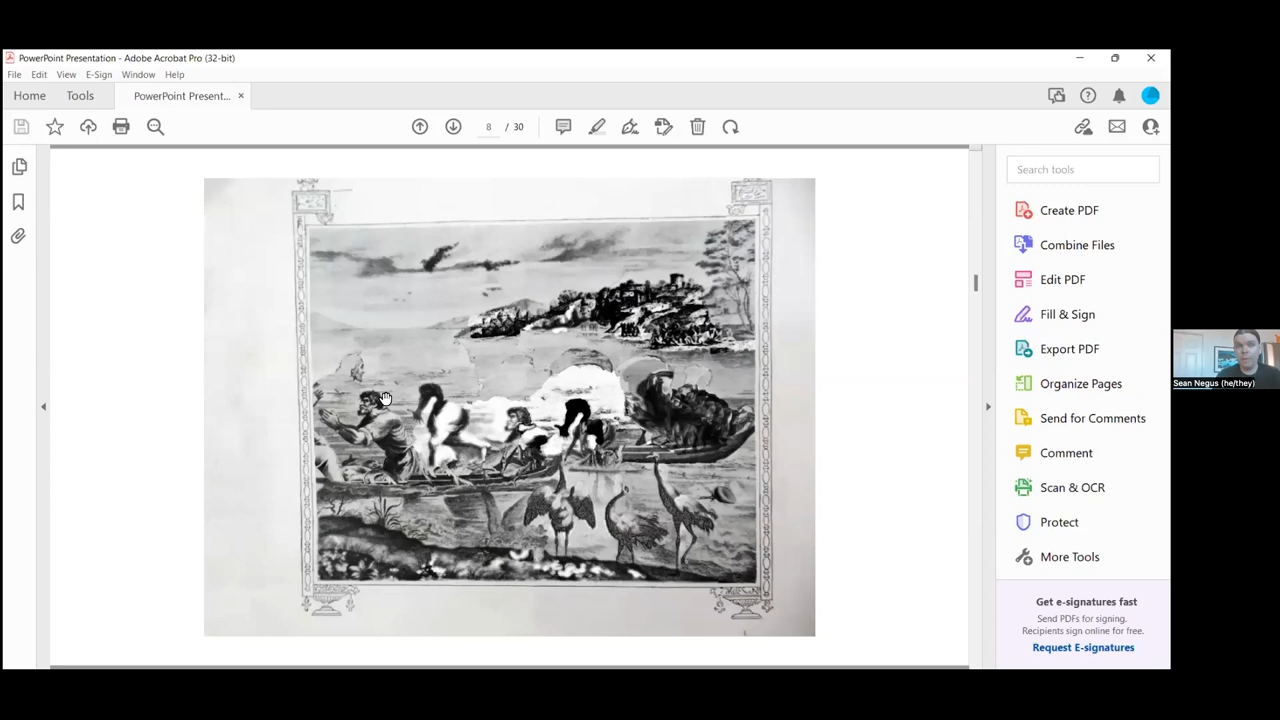 PowerPoint Presentation - Adobe Acrobat Pro (32-bit)
File Edit View E-Sign Window Help
Home Tools PowerPoint Present... ×
8 / 30
Search tools
Create PDF
Combine Files
Edit PDF
Fill & Sign
Export PDF
Organize Pages
Send for Comments
Comment
Scan & OCR
Protect
More Tools
Get e-signatures fast
Send PDFs for signing.
Recipients sign online for free.
Request E-signatures
Sean Negus (he/they)